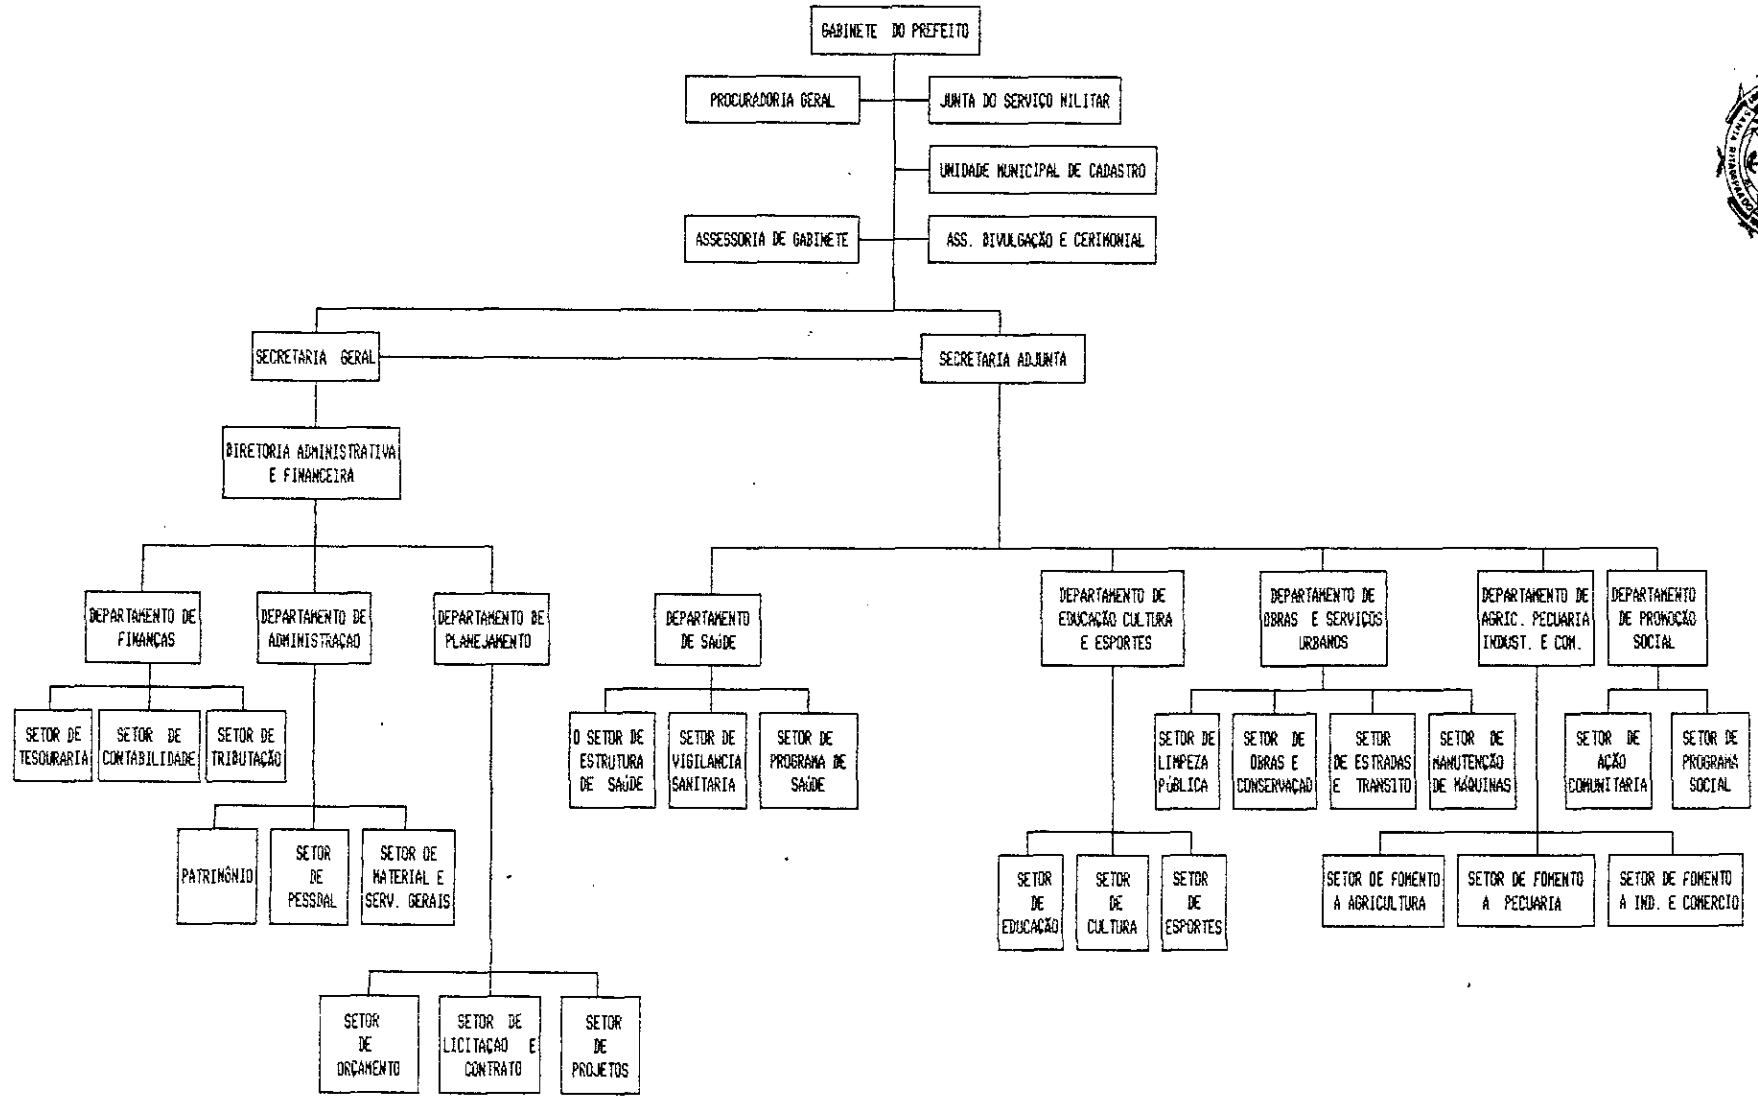 GABINETE DO PREFEITO
PROCURADORIA GERAL
JUNTA DO SERVIÇO MILITAR
UNIDADE MUNICIPAL DE CADASTRO
ASSESSORIA DE GABINETE
ASS. DIVULGAÇÃO E CERIMONIAL
SECRETARIA GERAL
SECRETARIA ADJUNTA
DIRETORIA ADMINISTRATIVA
E FINANCEIRA
DEPARTAMENTO DE
FINANÇAS
DEPARTAMENTO DE
ADMINISTRAÇAO
DEPARTAMENTO DE
PLANEJAMENTO
DEPARTAMENTO
DE SAúDE
DEPARTAMENTO DE
EDUCAÇÃO CULTURA
E ESPORTES
DEPARTAMENTO DE
OBRAS E SERVIÇOS
URBANOS
DEPARTAMENTO DE
AGRIC. PECUARIA
INDUST. E COM.
DEPARTAMENTO
DE PROMOÇÃO
SOCIAL
SETOR DE
TESOURARIA
SETOR DE
CONTABILIDADE
SETOR DE
TRIBUTAÇÃO
O SETOR DE
ESTRUTURA
DE SAúDE
SETOR DE
VIGILANCIA
SANITARIA
SETOR DE
PROGRAMA DE
SAúDE
SETOR DE
LIMPEZA
PúBLICA
SETOR DE
OBRAS E
CONSERVAÇAO
SETOR
DE ESTRADAS
E TRANSITO
SETOR DE
MANUTENÇÃO
DE MáQUINAS
SETOR DE
AÇÃO
COMUNITARIA
SETOR DE
PROGRAMA
SOCIAL
PATRIMôNIO
SETOR
DE
PESSOAL
SETOR DE
MATERIAL E
SERV. GERAIS
SETOR
DE
EDUCAÇÃO
SETOR
DE
CULTURA
SETOR
DE
ESPORTES
SETOR DE FOMENTO
A AGRICULTURA
SETOR DE FOMENTO
A PECUARIA
SETOR DE FOMENTO
A IND. E COMERCIO
SETOR
DE
ORÇAMENTO
SETOR DE
LICITAÇÃO E
CONTRATO
SETOR
DE
PROJETOS